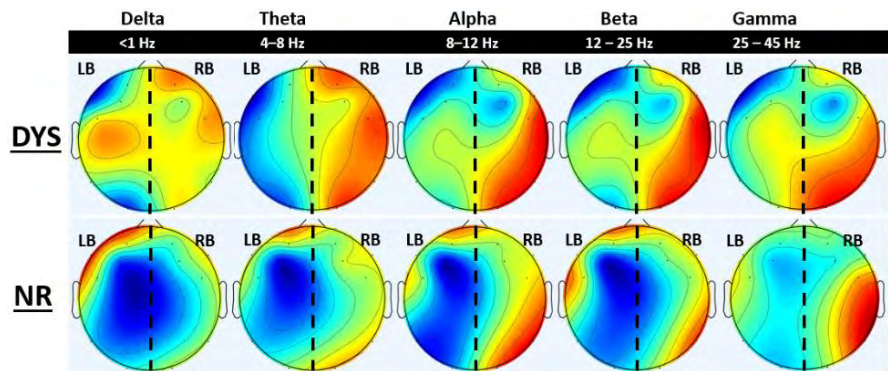 Delta Theta Alpha Beta Gamma
<1 Hz 4–8 Hz 8–12 Hz 12 – 25 Hz 25 – 45 Hz
LB RB LB RB LB RB LB RB LB RB
DYS
LB RB LB RB LB RB LB RB LB RB
NR